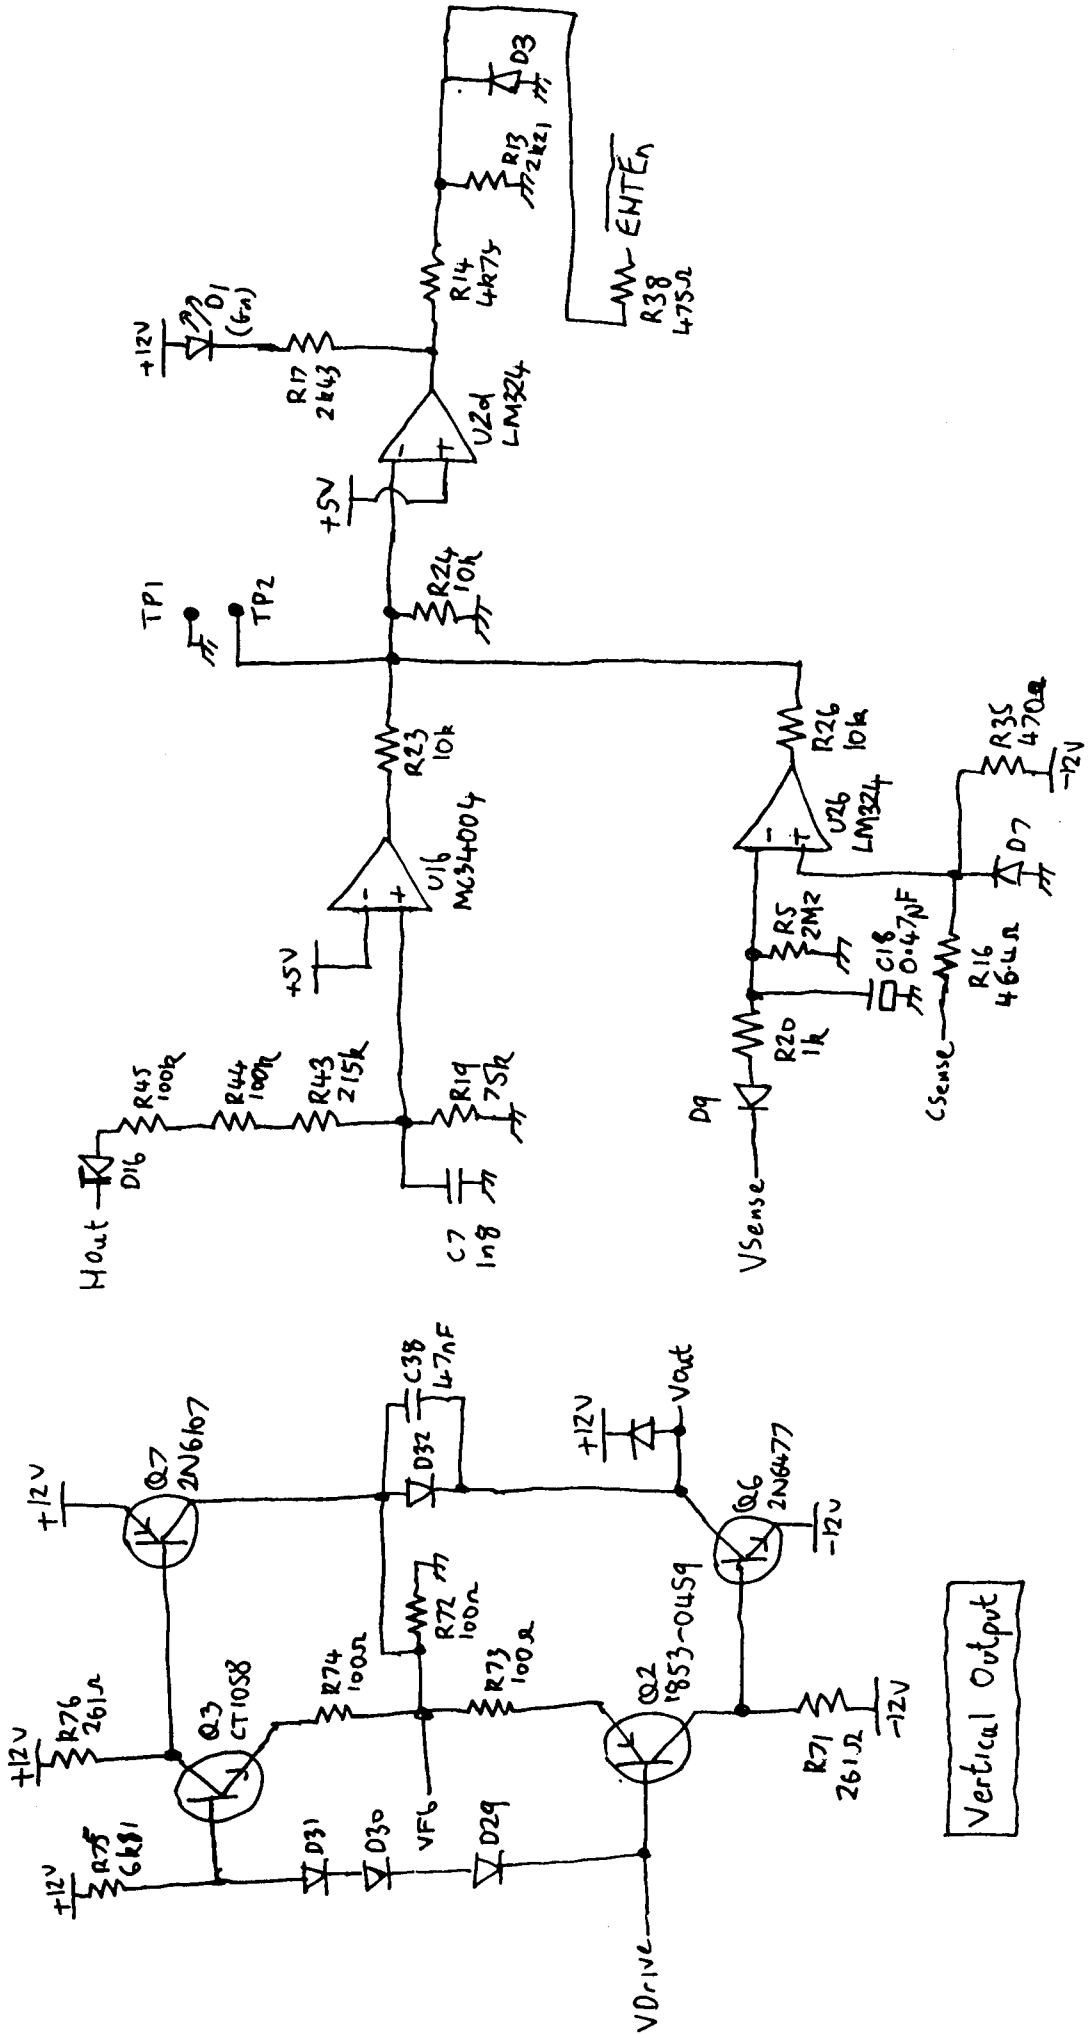 +12V
R75
6k81
+12V
R76
261Ω
+12V
Q7
2N6107
Q3
CT1058
D31
D30
D29
R74
100Ω
VFb
R72
100Ω
R73
100Ω
D32
C38
47nF
+12V
Vout
VDrive
Q2
1853-0459
Q6
2N6477
-12V
R71
261Ω
-12V
Vertical Output
HOut
D16
R45
100k
R44
100k
R43
215k
C7
1n8
R19
75k
+5V
-
+
U1b
MC34004
R23
10k
TP1
TP2
R24
10k
+5V
-
+
U2d
LM324
+12V
D1
(Gn)
R17
2k43
R14
4k75
R13
2k21
D3
R38
475Ω
EHTEn
VSense
D9
R20
1k
R5
2M2
C18
0.47µF
-
+
U2b
LM324
R26
10k
CSense
R16
46.4Ω
D7
R35
470Ω
-12V